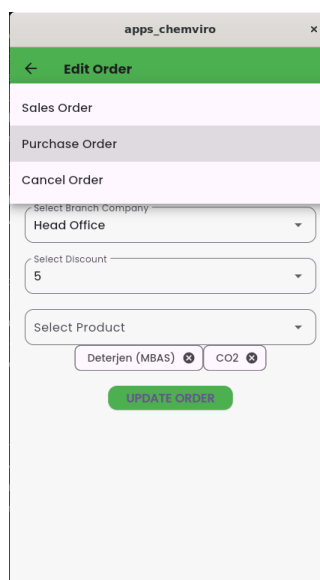 apps_chemviro
Edit Order
Sales Order
Purchase Order
Cancel Order
Select Branch Company
Head Office
Select Discount
5
Select Product
Deterjen (MBAS) CO2
UPDATE ORDER